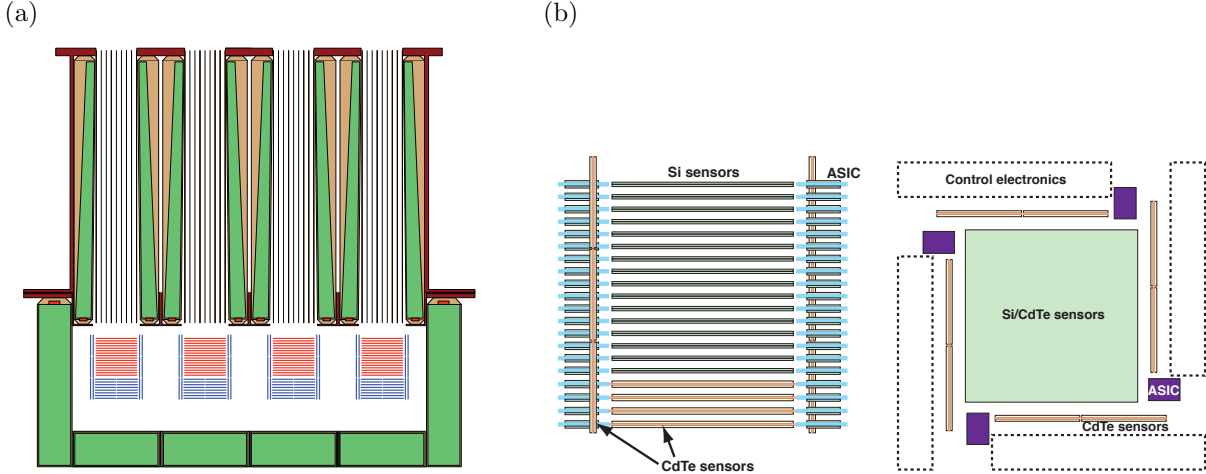 (a)
(b)
Si sensors
ASIC
CdTe sensors
Control electronics
Si/CdTe sensors
ASIC
CdTe sensors